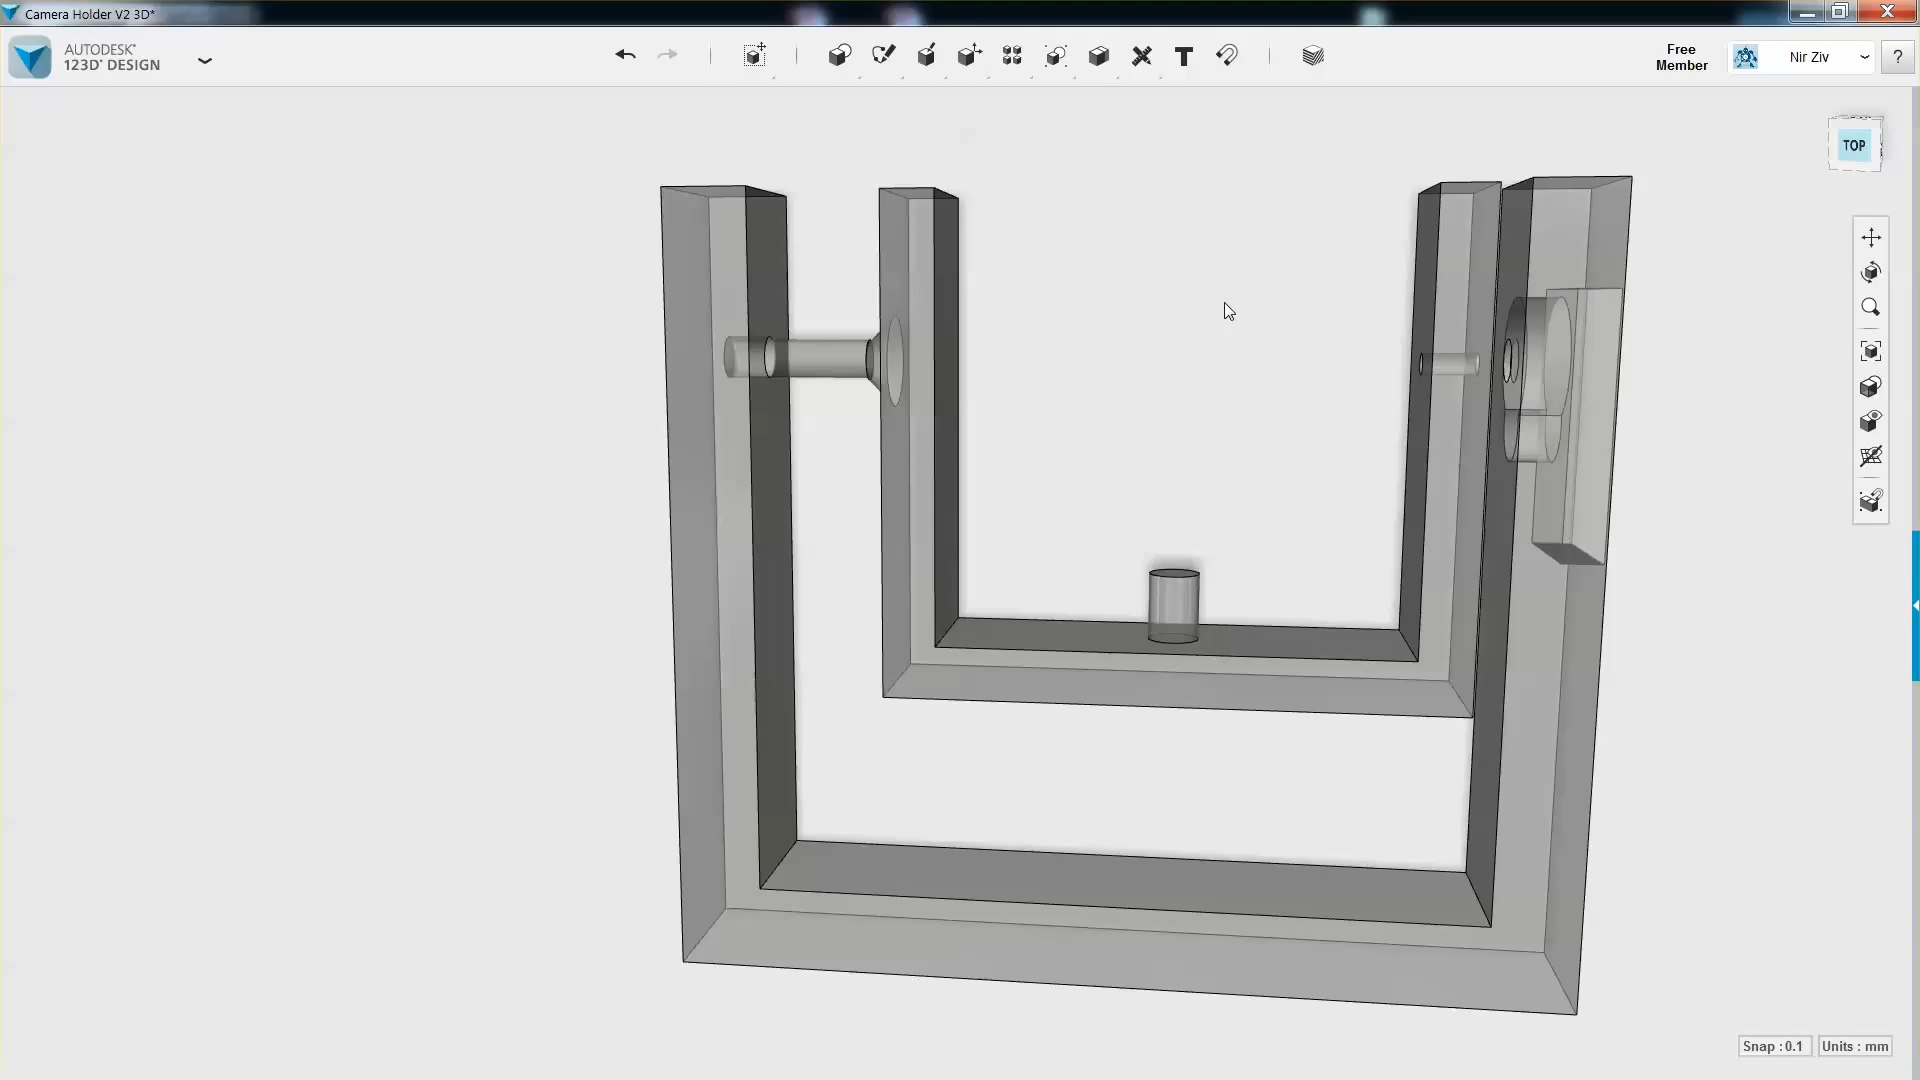 Camera Holder V2 3D*
AUTODESK®
123D® DESIGN
T
Free
Member
Nir Ziv
?
TOP
Snap : 0.1
Units : mm